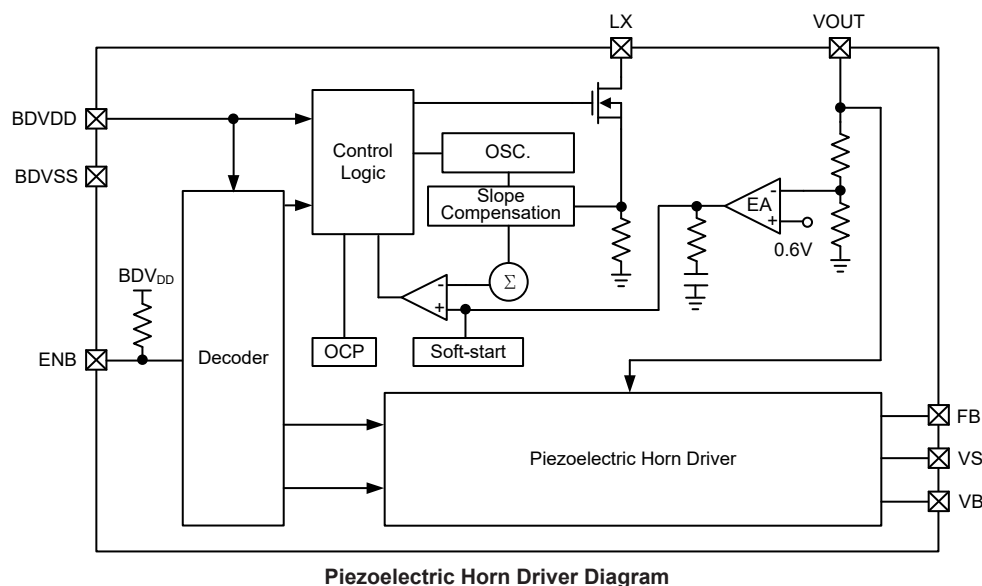 LX
VOUT
BDVDD
BDVSS
Control
Logic
OSC.
Slope
Compensation
-
EA
+
0.6V
Σ
-
+
BDVDD
ENB
Decoder
OCP
Soft-start
Piezoelectric Horn Driver
FB
VS
VB
Piezoelectric Horn Driver Diagram